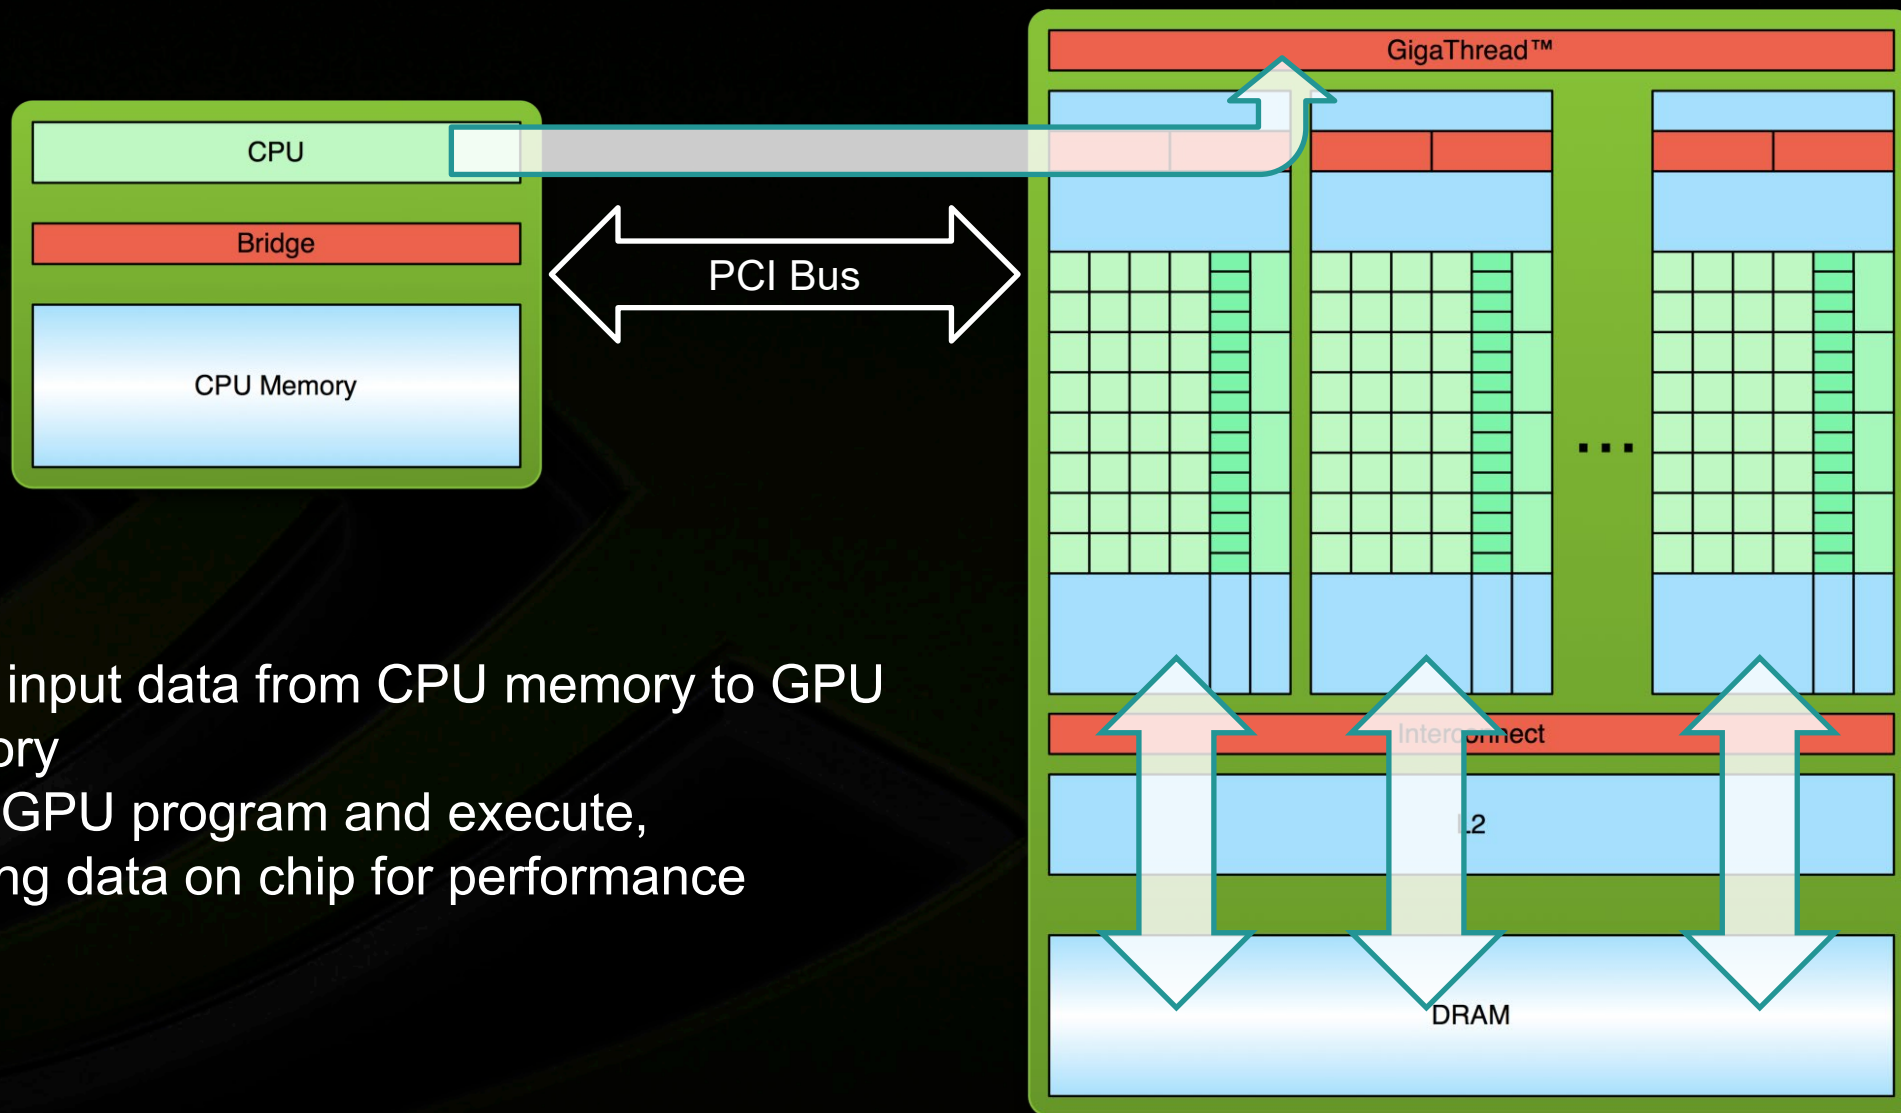 GigaThread™
CPU
Bridge
PCI Bus
CPU Memory
...
input data from CPU memory to GPU
ory
GPU program and execute,
ng data on chip for performance
Interconnect
L2
DRAM